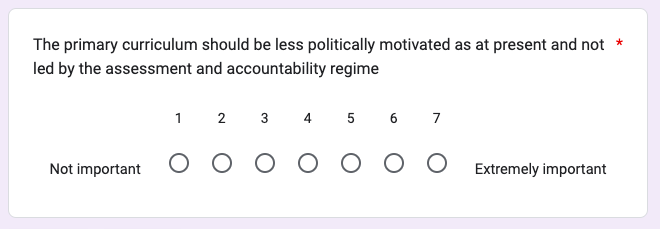 The primary curriculum should be less politically motivated as at present and not *
led by the assessment and accountability regime
1 2 3 4 5 6 7
Not important Extremely important